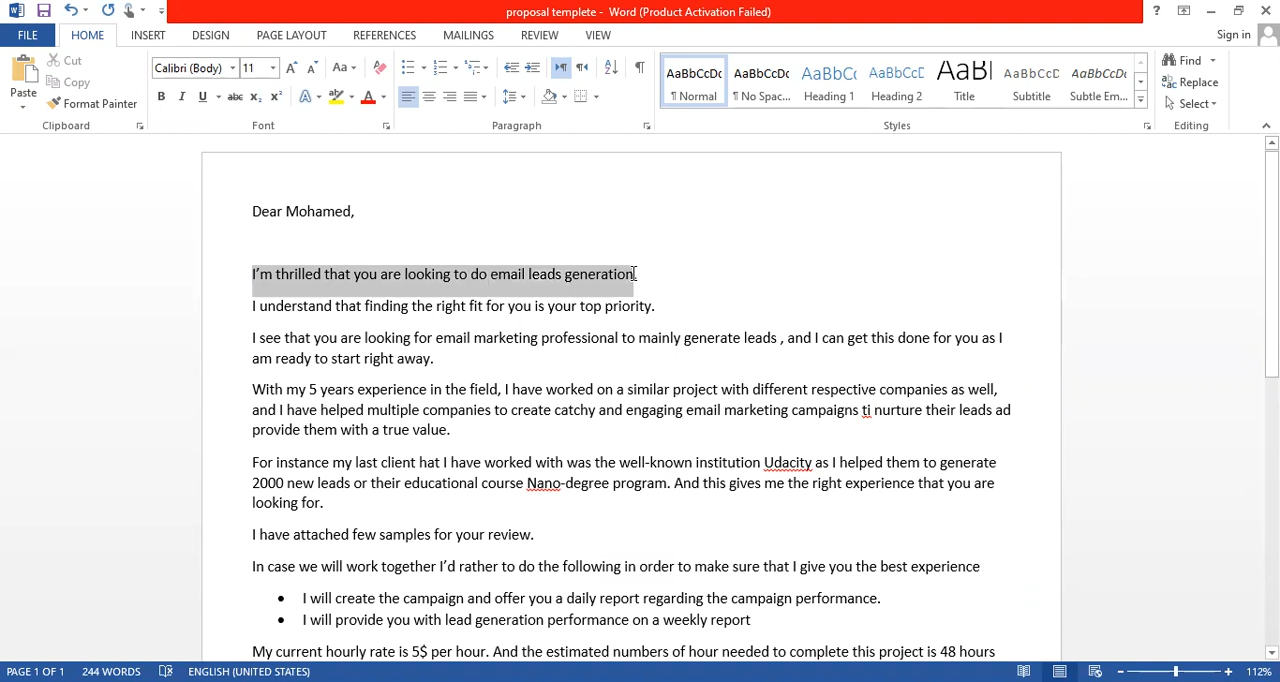 proposal templete - Word (Product Activation Failed)
Sign in
FILE HOME INSERT DESIGN PAGE LAYOUT REFERENCES MAILINGS REVIEW VIEW
Paste
Cut
Copy
Format Painter
Clipboard
Calibri (Body) 11
Font
Paragraph
AaBbCcDc AaBbCcDc AaBbCc AaBbCcD AaBl AaBbCcD AaBbCcDc
¶ Normal ¶ No Spac... Heading 1 Heading 2 Title Subtitle Subtle Em...
Styles
Find
Replace
Select
Editing
Dear Mohamed,
I'm thrilled that you are looking to do email leads generation.
I understand that finding the right fit for you is your top priority.
I see that you are looking for email marketing professional to mainly generate leads , and I can get this done for you as I
am ready to start right away.
With my 5 years experience in the field, I have worked on a similar project with different respective companies as well,
and I have helped multiple companies to create catchy and engaging email marketing campaigns ti nurture their leads ad
provide them with a true value.
For instance my last client hat I have worked with was the well-known institution Udacity as I helped them to generate
2000 new leads or their educational course Nano-degree program. And this gives me the right experience that you are
looking for.
I have attached few samples for your review.
In case we will work together I'd rather to do the following in order to make sure that I give you the best experience
• I will create the campaign and offer you a daily report regarding the campaign performance.
• I will provide you with lead generation performance on a weekly report
My current hourly rate is 5$ per hour. And the estimated numbers of hour needed to complete this project is 48 hours
PAGE 1 OF 1 244 WORDS ENGLISH (UNITED STATES) 112%